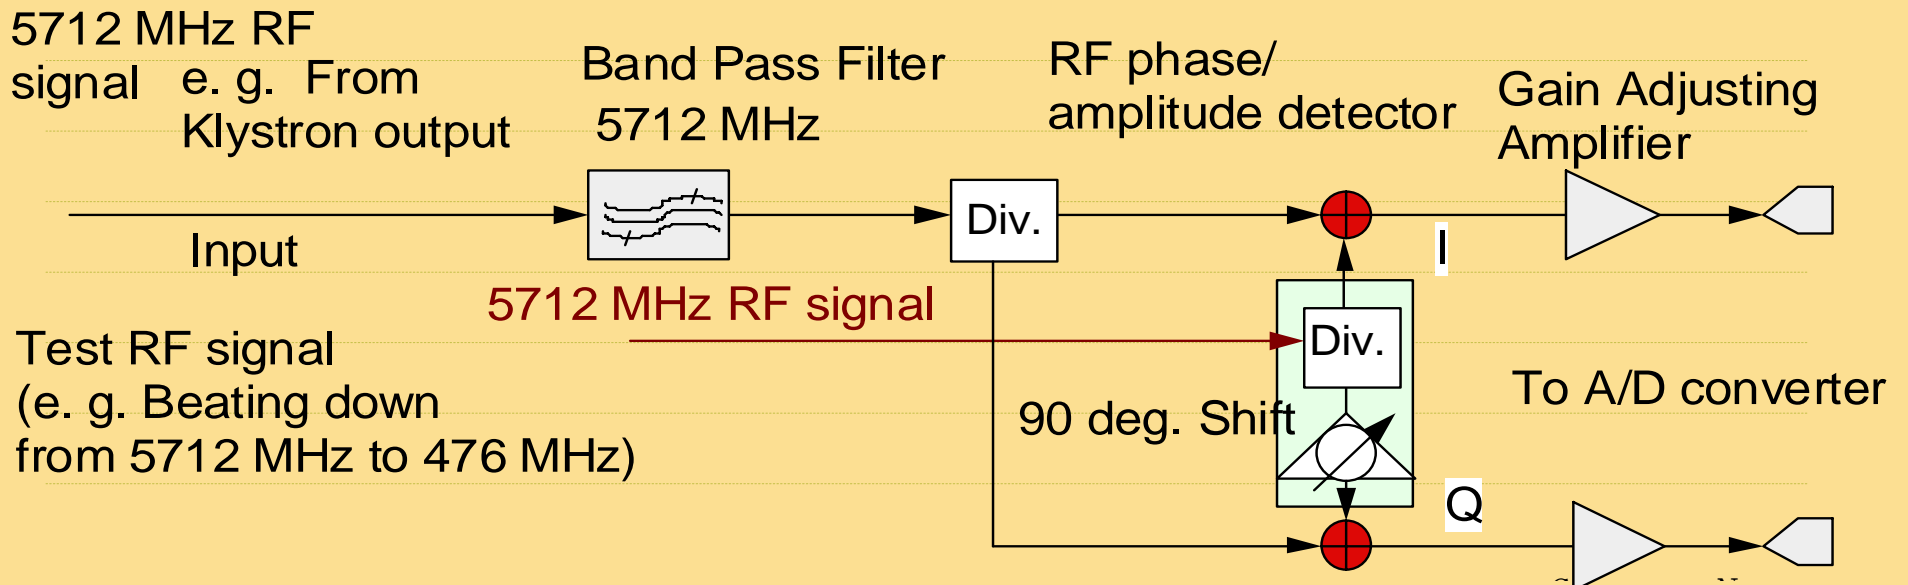 5712 MHz RF
signal
e. g. From
Klystron output
Band Pass Filter
5712 MHz
RF phase/
amplitude detector
Gain Adjusting
Amplifier
Div.
Input
I
5712 MHz RF signal
Div.
Test RF signal
(e. g. Beating down
from 5712 MHz to 476 MHz)
90 deg. Shift
To A/D converter
Q